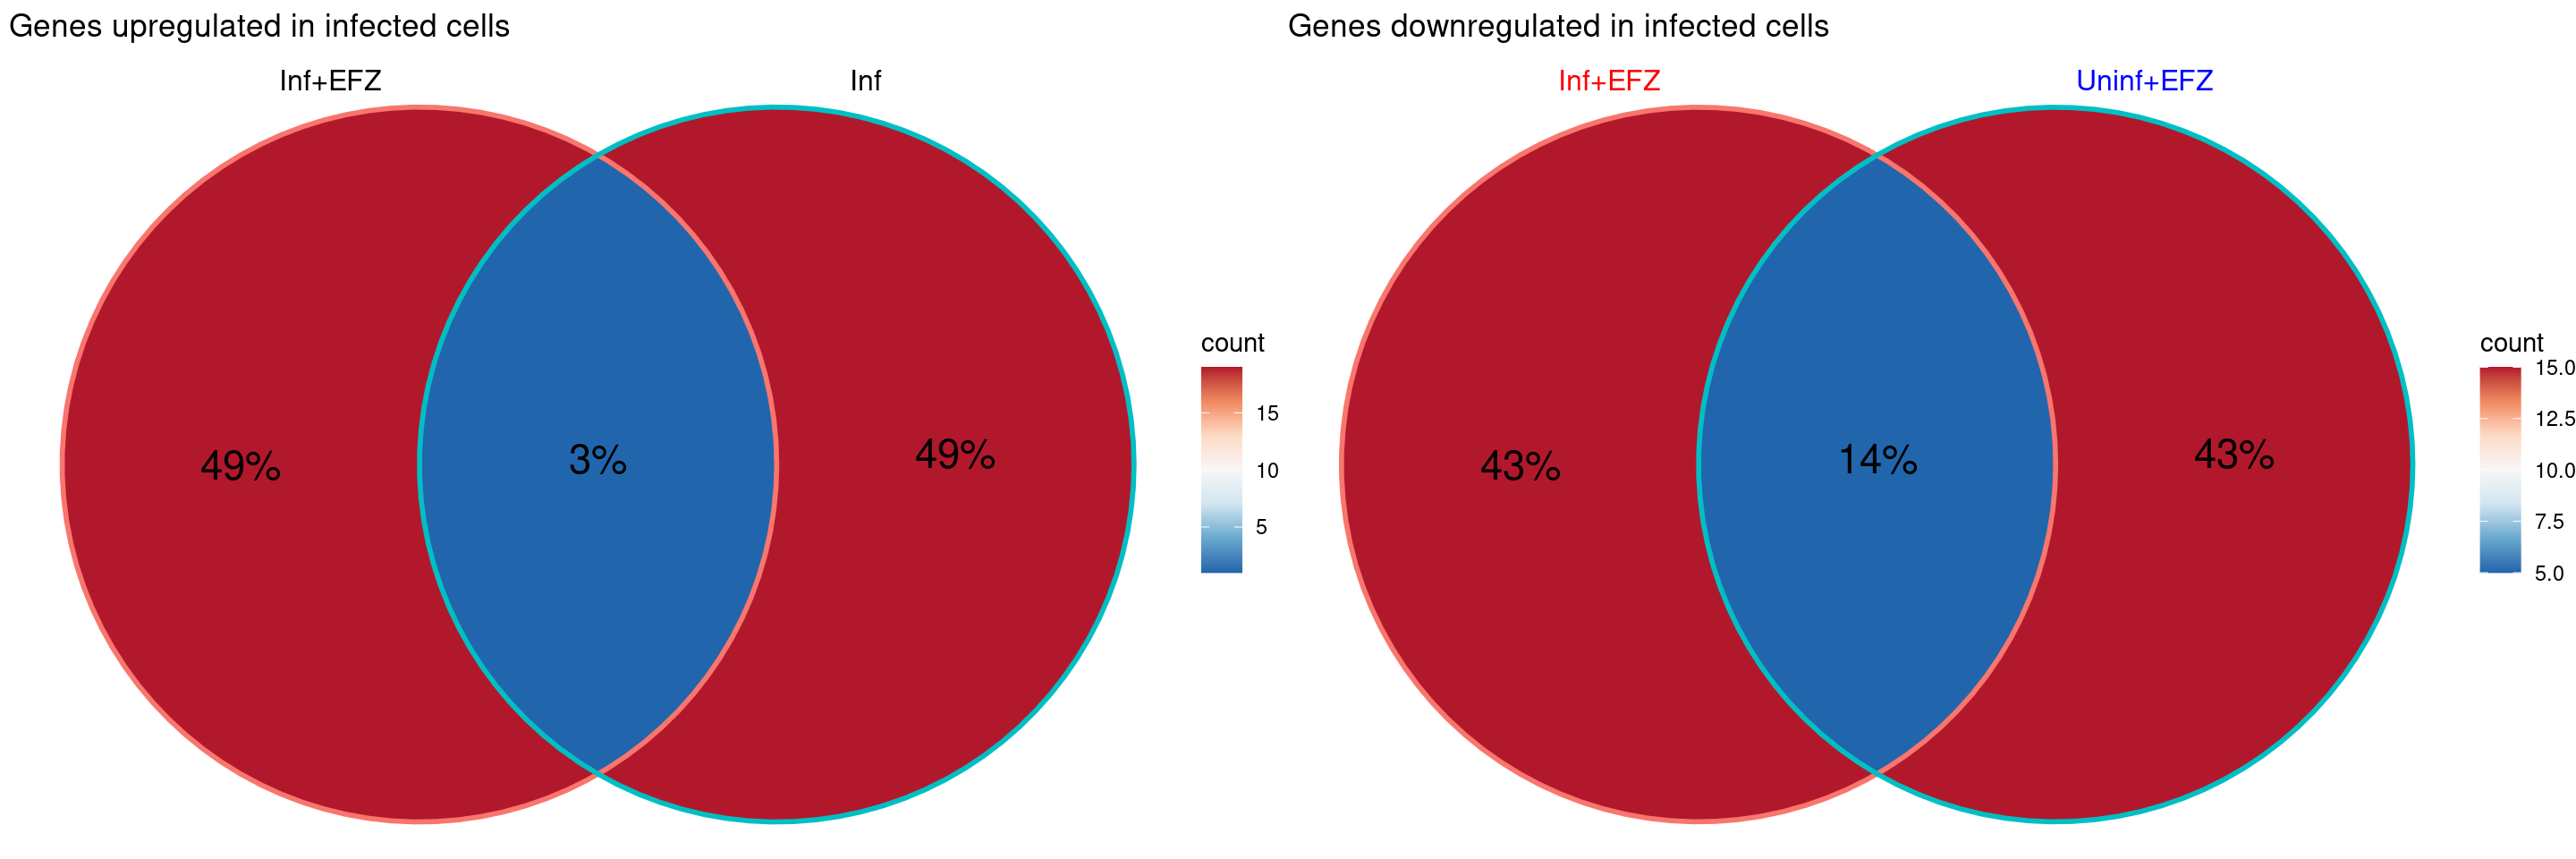 Genes upregulated in infected cells
Inf+EFZ
Inf
49%
3%
49%
count
15
10
5
Genes downregulated in infected cells
Inf+EFZ
Uninf+EFZ
43%
14%
43%
count
15.0
12.5
10.0
7.5
5.0